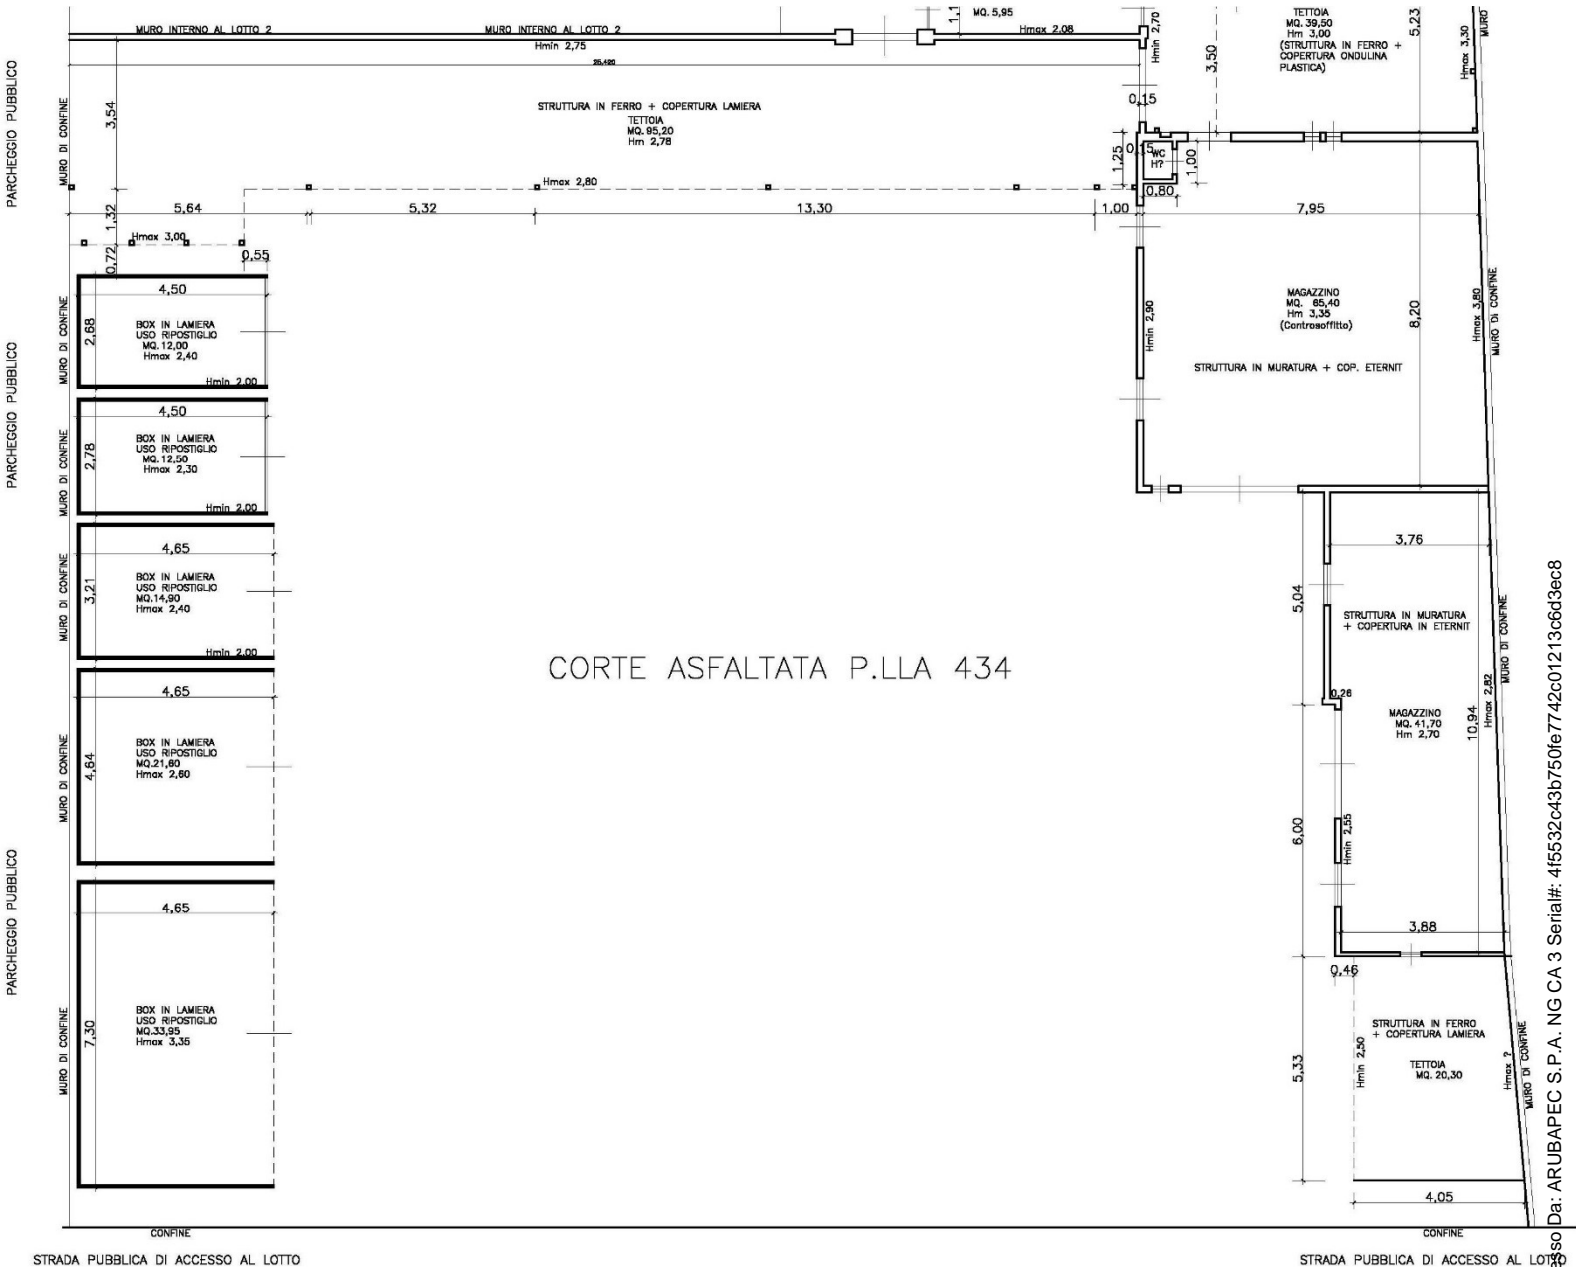 MQ. 5,95
1,1
MURO INTERNO AL LOTTO 2
MURO INTERNO AL LOTTO 2
Hmin 2,75
Hmax 2,08
Hmin 2,70
25,420
TETTOIA
MQ. 39,50
Hm 3,00
(STRUTTURA IN FERRO +
COPERTURA ONDULINA
PLASTICA)
3,50
5,23
Hmax 3,30
MURO
PARCHEGGIO PUBBLICO
MURO DI CONFINE
3,54
STRUTTURA IN FERRO + COPERTURA LAMIERA
TETTOIA
MQ. 95,20
Hm 2,78
0,15
1,25
0,15
WC
H?
1,00
0,80
Hmax 2,80
5,64
5,32
13,30
1,00
7,95
1,32
Hmax 3,00
0,72
0,55
PARCHEGGIO PUBBLICO
MURO DI CONFINE
4,50
2,68
BOX IN LAMIERA
USO RIPOSTIGLIO
MQ.12,00
Hmax 2,40
Hmin 2.00
Hmin 2,90
MAGAZZINO
MQ. 65,40
Hm 3,35
(Controsoffitto)
STRUTTURA IN MURATURA + COP. ETERNIT
8,20
Hmax 3,80
MURO DI CONFINE
MURO DI CONFINE
4,50
2,78
BOX IN LAMIERA
USO RIPOSTIGLIO
MQ.12,50
Hmax 2,30
Hmin 2.00
MURO DI CONFINE
4,65
3,21
BOX IN LAMIERA
USO RIPOSTIGLIO
MQ.14,90
Hmax 2,40
Hmin 2.00
3,76
5,04
STRUTTURA IN MURATURA
+ COPERTURA IN ETERNIT
MURO DI CONFINE
CORTE ASFALTATA P.LLA 434
MURO DI CONFINE
4,65
4,64
BOX IN LAMIERA
USO RIPOSTIGLIO
MQ.21,60
Hmax 2,60
0,26
MAGAZZINO
MQ. 41,70
Hm 2,70
10,94
Hmax 2,82
6,00
Hmin 2,55
PARCHEGGIO PUBBLICO
MURO DI CONFINE
4,65
7,30
BOX IN LAMIERA
USO RIPOSTIGLIO
MQ.33,95
Hmax 3,35
3,88
0,46
5,33
Hmin 2,50
STRUTTURA IN FERRO
+ COPERTURA LAMIERA
TETTOIA
MQ. 20,30
Hmax ?
MURO DI CONFINE
4,05
CONFINE
CONFINE
STRADA PUBBLICA DI ACCESSO AL LOTTO
STRADA PUBBLICA DI ACCESSO AL LOTTO
sso Da: ARUBAPEC S.P.A. NG CA 3 Serial#: 4f5532c43b750fe7742c01213c6d3ec8